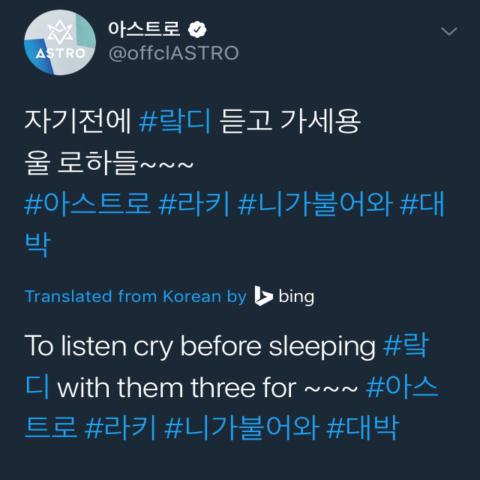 아스트로
ASTRO
@offclASTRO
자기전에 #랔디 듣고 가세용
울 로하들~~~
#아스트로 #라키 #니가불어와 #대
박
Translated from Korean by bing
To listen cry before sleeping #랔
디 with them three for ~~~ #아스
트로 #라키 #니가불어와 #대박